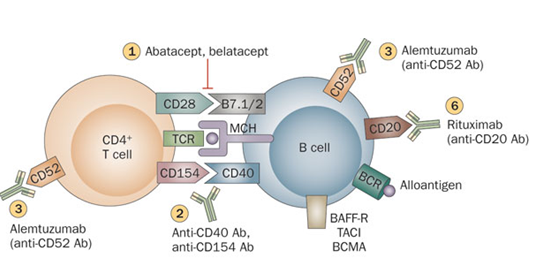 1 Abatacept, belatacept
3 Alemtuzumab
(anti-CD52 Ab)
CD52
CD28
B7.1/2
6
Rituximab
(anti-CD20 Ab)
CD20
CD4+
T cell
TCR
MCH
B cell
CD52
CD154
CD40
BCR
Alloantigen
3
Alemtuzumab
(anti-CD52 Ab)
2
Anti-CD40 Ab,
anti-CD154 Ab
BAFF-R
TACI
BCMA